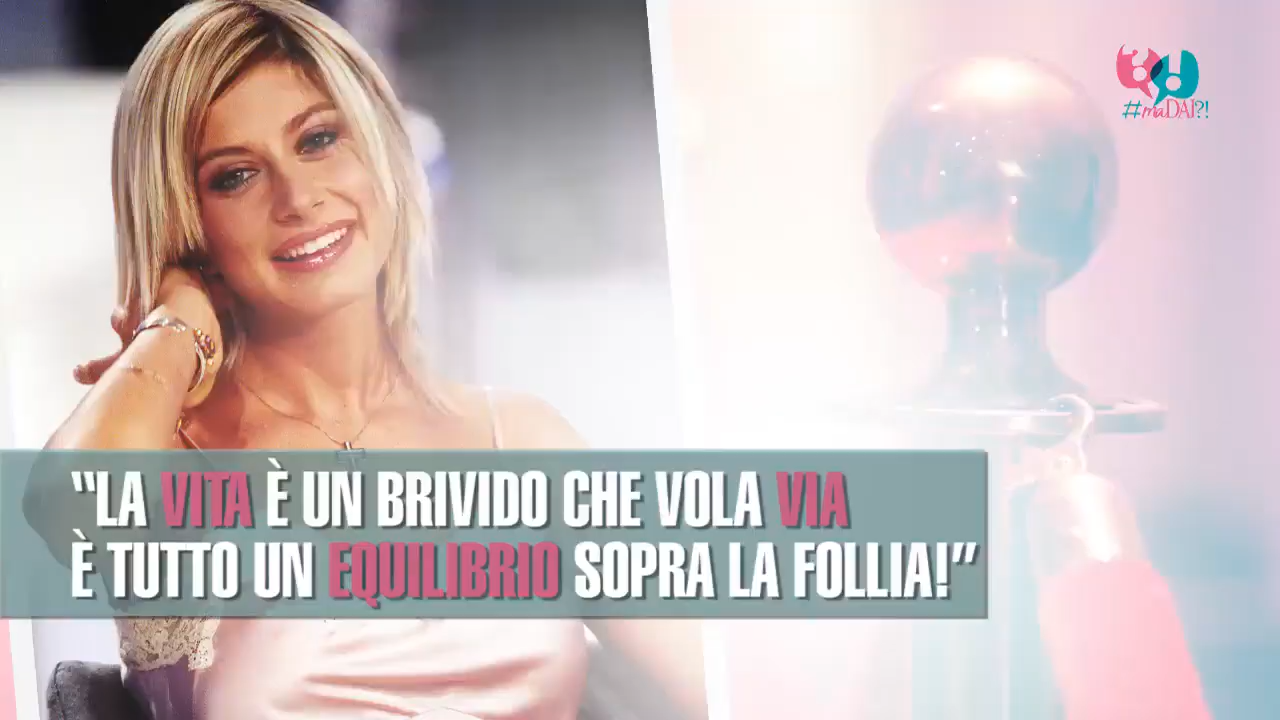 #maDAI?!
“LA VITA È UN BRIVIDO CHE VOLA VIA
È TUTTO UN EQUILIBRIO SOPRA LA FOLLIA!”